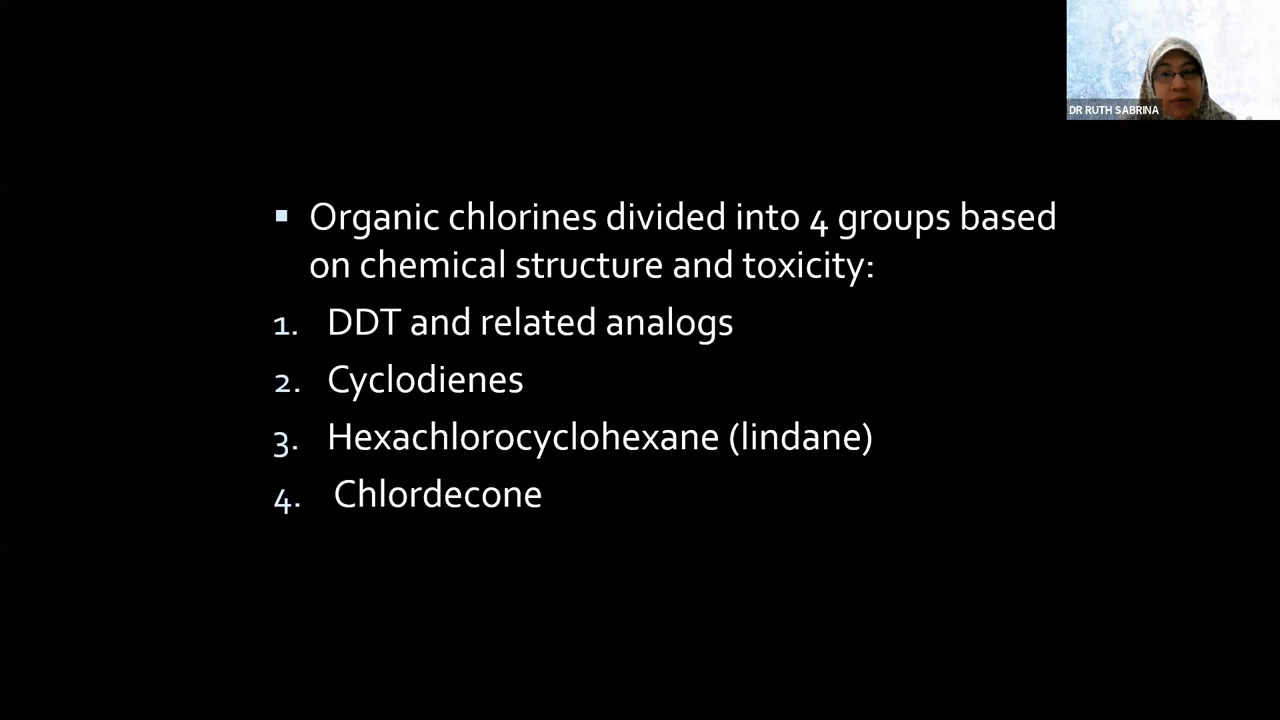 DR RUTH SABRINA
▪ Organic chlorines divided into 4 groups based
on chemical structure and toxicity:
1. DDT and related analogs
2. Cyclodienes
3. Hexachlorocyclohexane (lindane)
4. Chlordecone